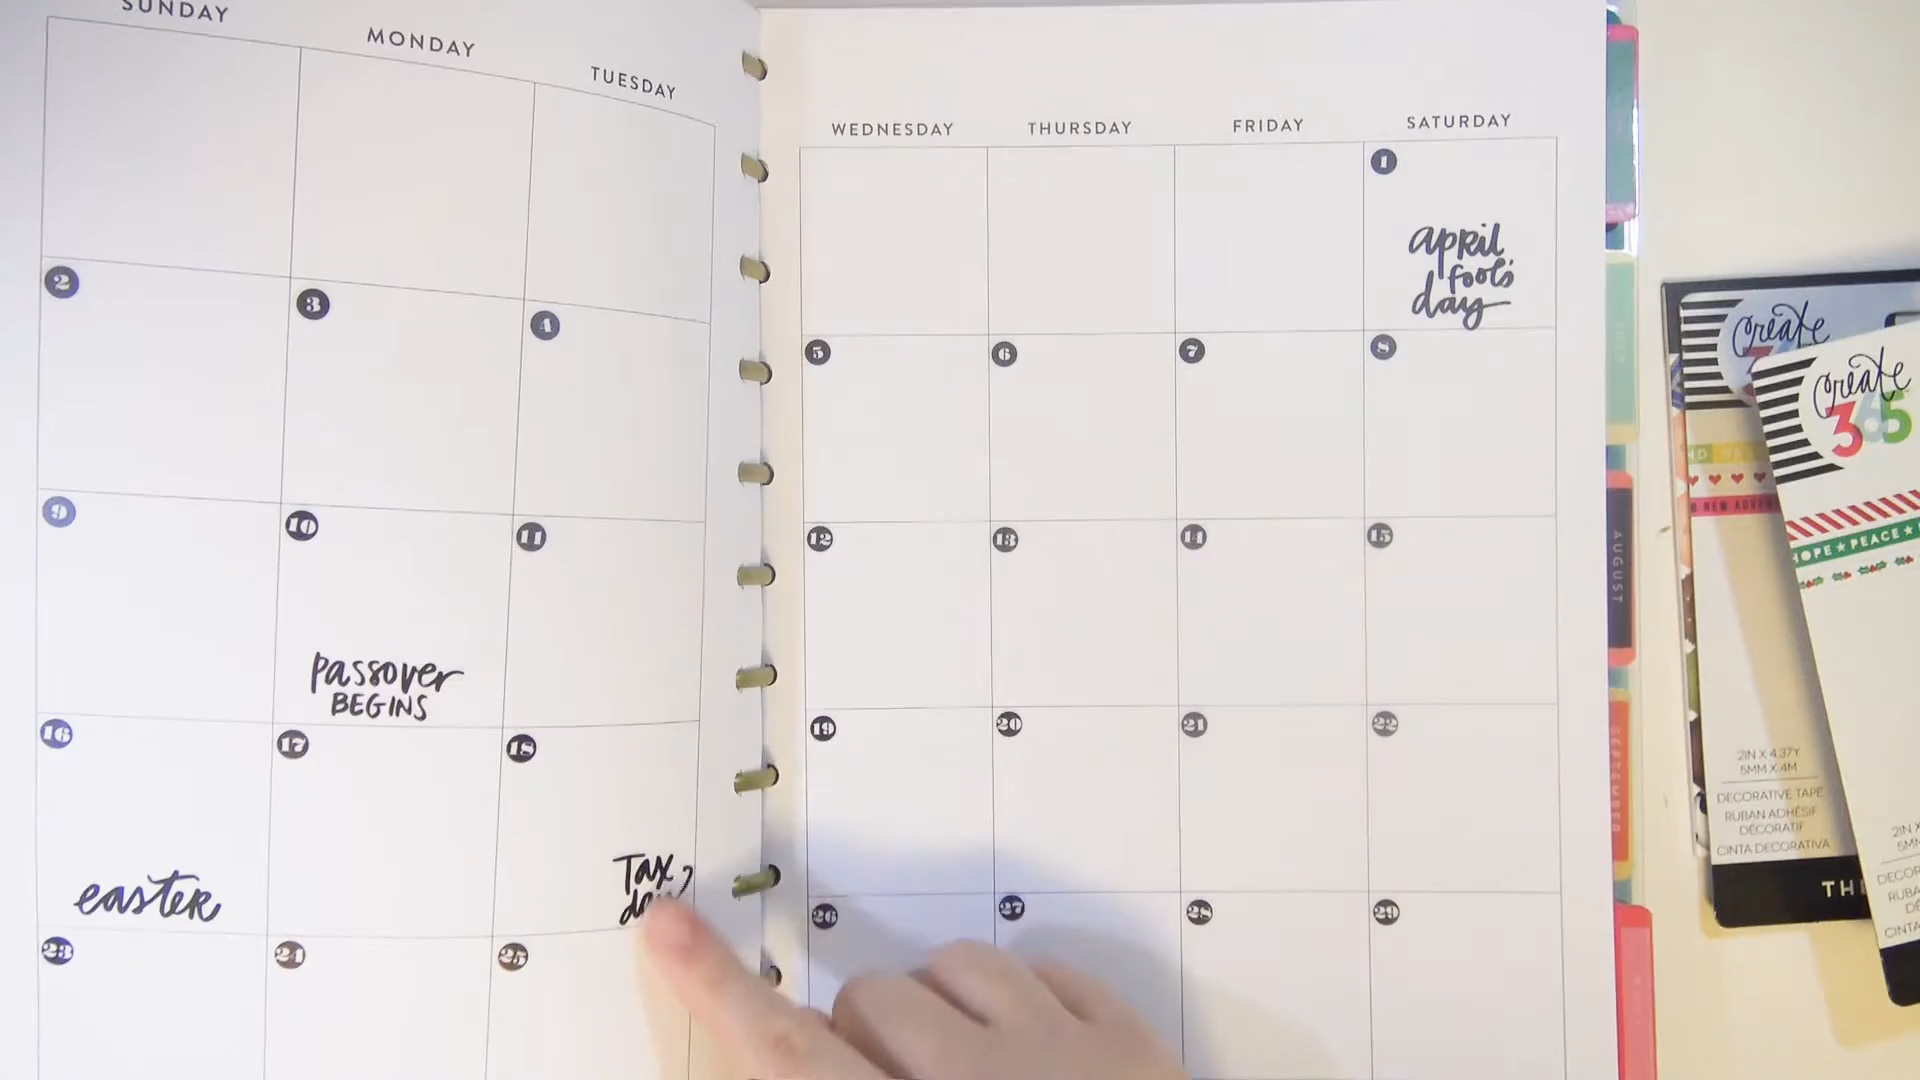 SUNDAY
MONDAY
TUESDAY
WEDNESDAY
THURSDAY
FRIDAY
SATURDAY
1
april
fool's
day
2
3
4
5
6
7
8
9
10
passover
BEGINS
11
12
13
14
15
16
easter
17
18
Tax
day
19
20
21
22
23
24
25
26
27
28
29
AUGUST
SEPTEMBER
Create
Create
365
HOPE ★ PEACE ★
2IN X 4.37Y
5MM X 4M
DECORATIVE TAPE
RUBAN ADHÉSIF
DÉCORATIF
CINTA DECORATIVA